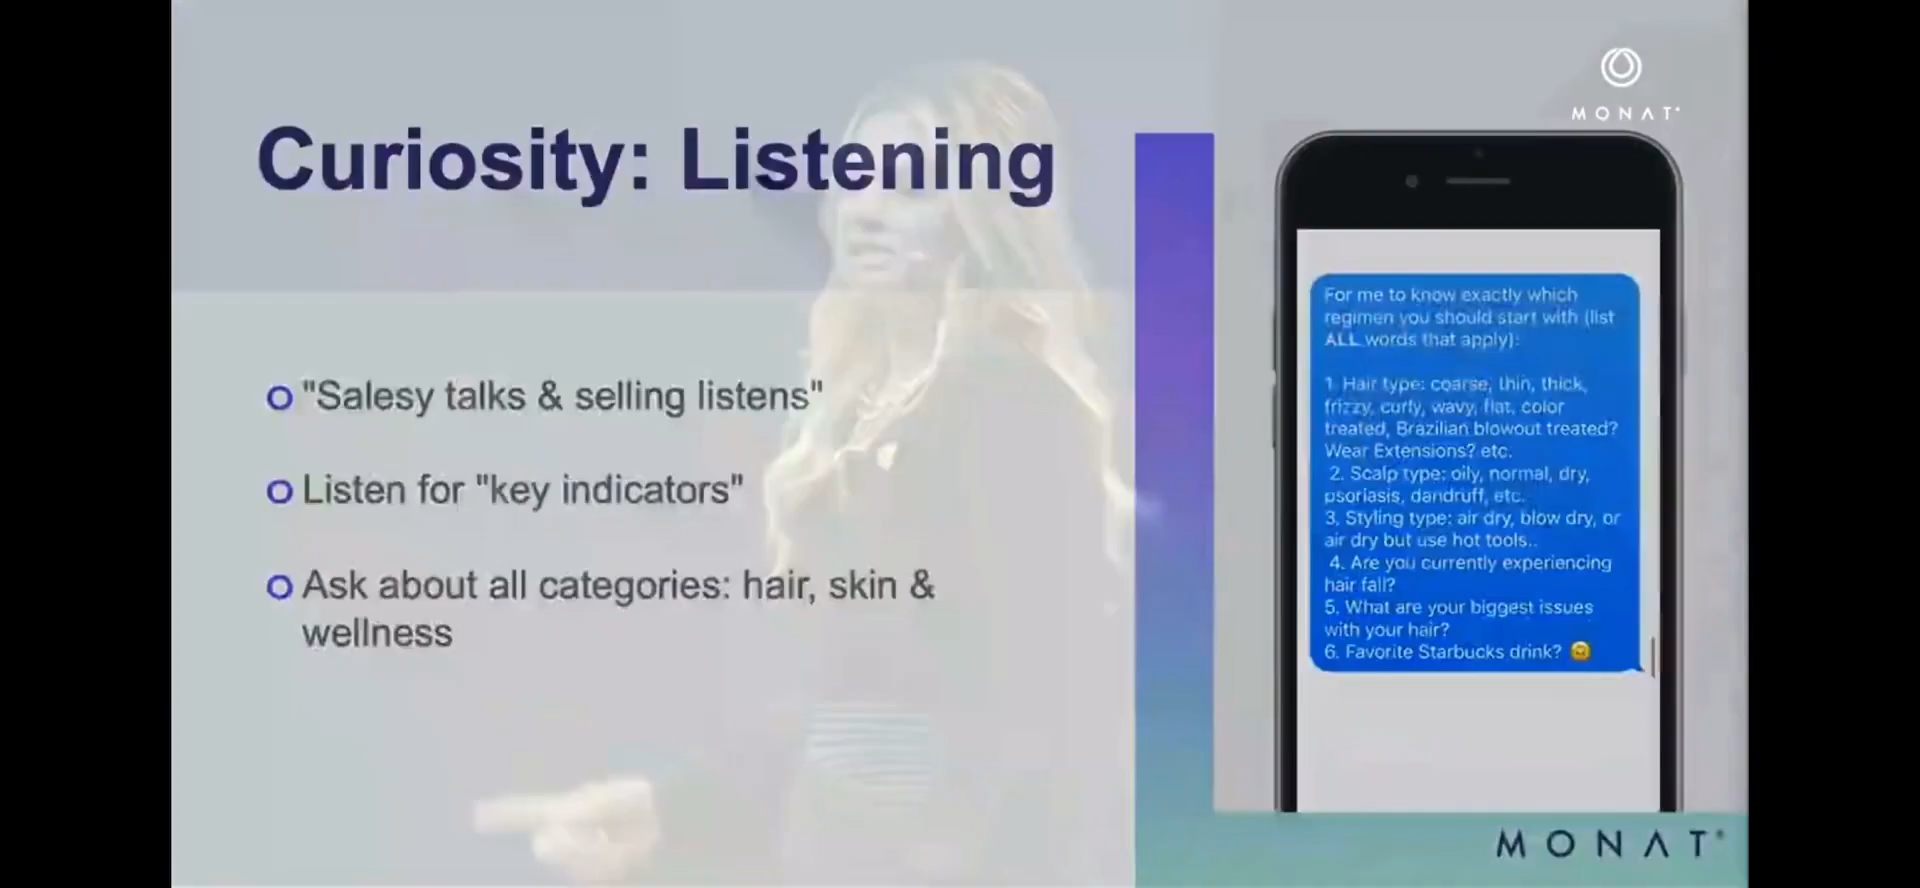 MONAT
Curiosity: Listening
"Salesy talks & selling listens"
Listen for "key indicators"
Ask about all categories: hair, skin &
wellness
For me to know exactly which
regimen you should start with (list
ALL words that apply):
1. Hair type: coarse, thin, thick,
frizzy, curly, wavy, flat, color
treated, Brazilian blowout treated?
Wear Extensions? etc.
2. Scalp type: oily, normal, dry,
psoriasis, dandruff, etc.
3. Styling type: air dry, blow dry, or
air dry but use hot tools..
4. Are you currently experiencing
hair fall?
5. What are your biggest issues
with your hair?
6. Favorite Starbucks drink?
MONAT